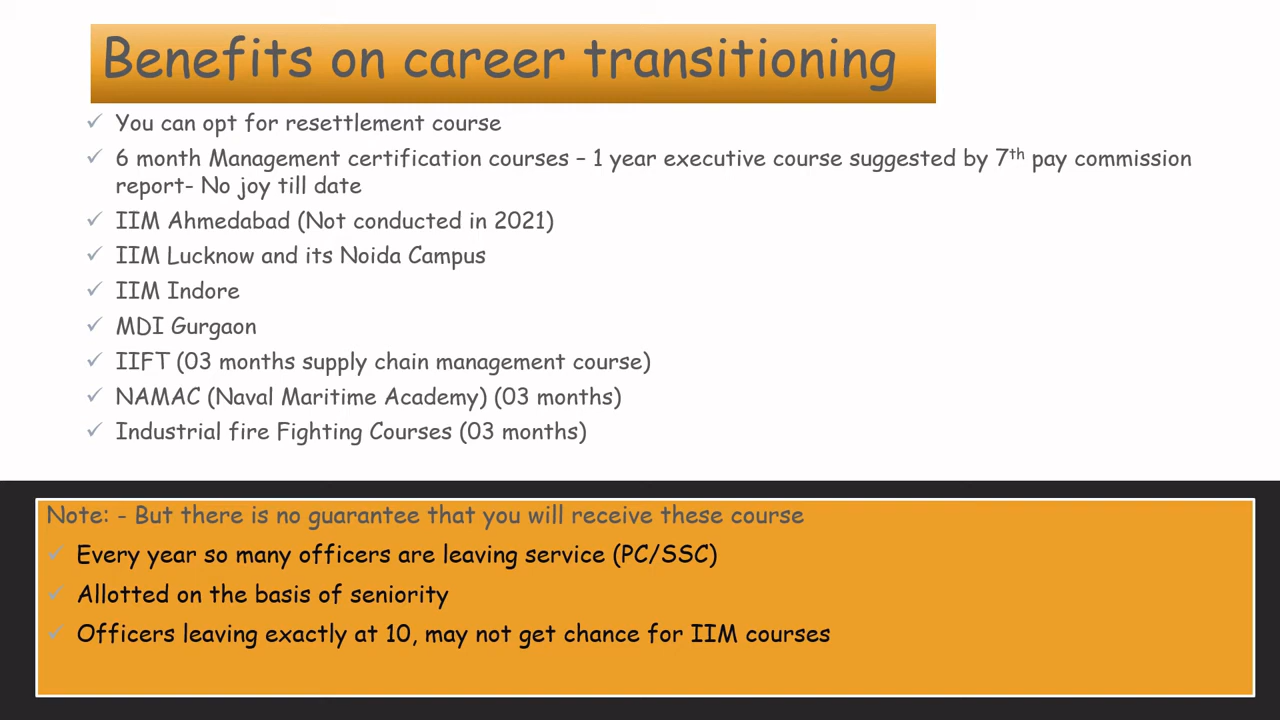 Benefits on career transitioning
✓ You can opt for resettlement course
✓ 6 month Management certification courses – 1 year executive course suggested by 7th pay commission
report- No joy till date
✓ IIM Ahmedabad (Not conducted in 2021)
✓ IIM Lucknow and its Noida Campus
✓ IIM Indore
✓ MDI Gurgaon
✓ IIFT (03 months supply chain management course)
✓ NAMAC (Naval Maritime Academy) (03 months)
✓ Industrial fire Fighting Courses (03 months)
Note: - But there is no guarantee that you will receive these course
✓ Every year so many officers are leaving service (PC/SSC)
✓ Allotted on the basis of seniority
✓ Officers leaving exactly at 10, may not get chance for IIM courses